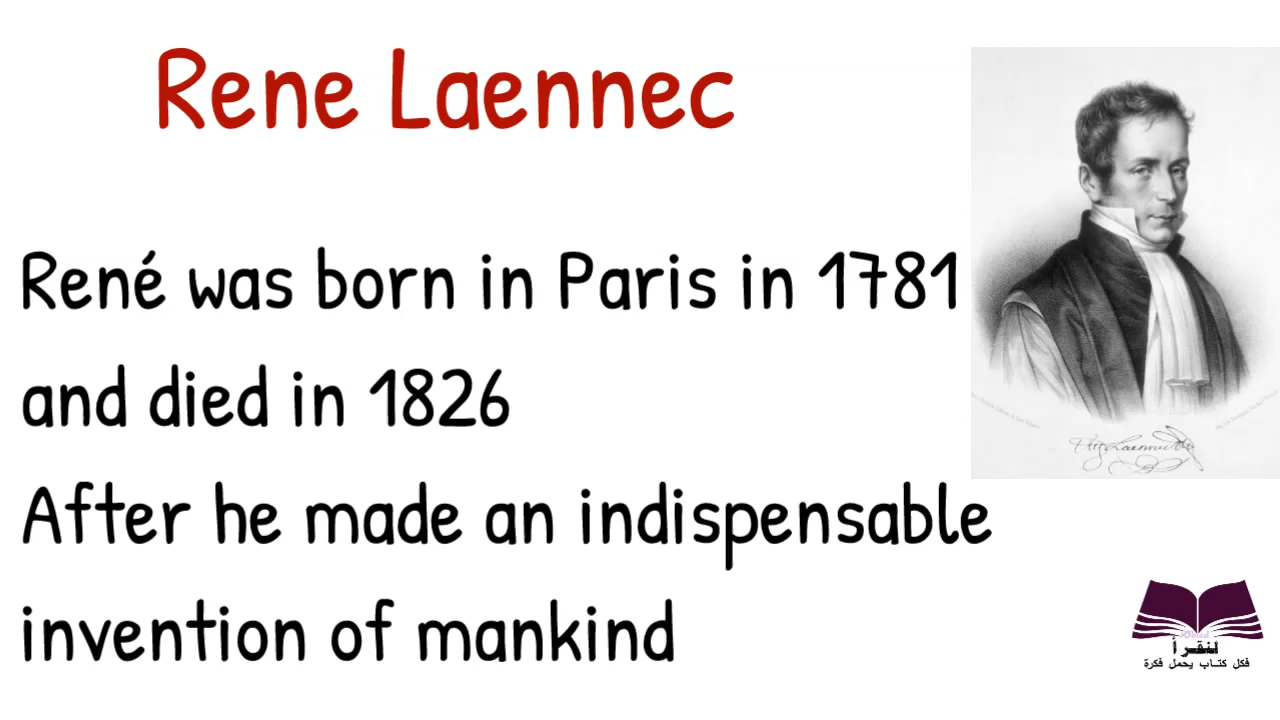 Rene Laennec
René was born in Paris in 1781
and died in 1826
After he made an indispensable
invention of mankind
لنقرأ
فكل كتاب يحمل فكرة